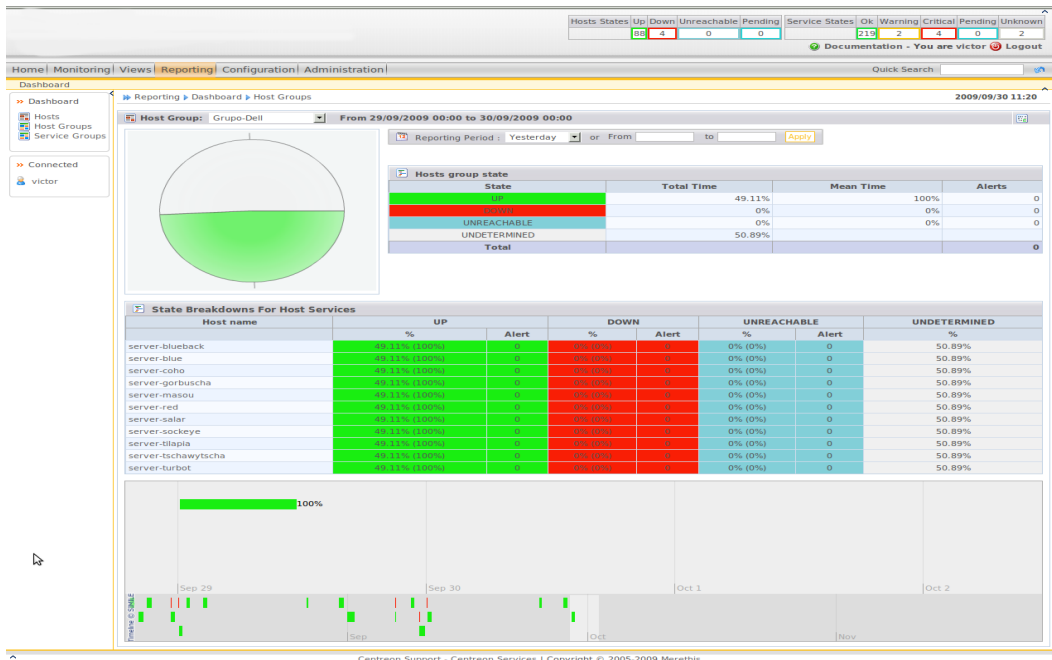 Hosts States Up Down Unreachable Pending Service States Ok Warning Critical Pending Unknown
88 4 0 0 219 2 4 0 2
Documentation - You are victor Logout
Home Monitoring Views Reporting Configuration Administration Quick Search
Dashboard
Dashboard
Hosts
Host Groups
Service Groups
Connected
victor
Reporting Dashboard Host Groups 2009/09/30 11:20
Host Group: Grupo-Dell From 29/09/2009 00:00 to 30/09/2009 00:00
Reporting Period : Yesterday or From to Apply
Hosts group state
State Total Time Mean Time Alerts
UP 49.11% 100% 0
DOWN 0% 0% 0
UNREACHABLE 0% 0% 0
UNDETERMINED 50.89%
Total 0
State Breakdowns For Host Services
Host name UP DOWN UNREACHABLE UNDETERMINED
% Alert % Alert % Alert %
server-blueback 49.11% (100%) 0 0% (0%) 0 0% (0%) 0 50.89%
server-blue 49.11% (100%) 0 0% (0%) 0 0% (0%) 0 50.89%
server-coho 49.11% (100%) 0 0% (0%) 0 0% (0%) 0 50.89%
server-gorbuscha 49.11% (100%) 0 0% (0%) 0 0% (0%) 0 50.89%
server-masou 49.11% (100%) 0 0% (0%) 0 0% (0%) 0 50.89%
server-red 49.11% (100%) 0 0% (0%) 0 0% (0%) 0 50.89%
server-salar 49.11% (100%) 0 0% (0%) 0 0% (0%) 0 50.89%
server-sockeye 49.11% (100%) 0 0% (0%) 0 0% (0%) 0 50.89%
server-tilapia 49.11% (100%) 0 0% (0%) 0 0% (0%) 0 50.89%
server-tschawytscha 49.11% (100%) 0 0% (0%) 0 0% (0%) 0 50.89%
server-turbot 49.11% (100%) 0 0% (0%) 0 0% (0%) 0 50.89%
100%
Sep 29 Sep 30 Oct 1 Oct 2
Timeline © SIMILE
Sep Oct Nov
Centreon Support - Centreon Services | Copyright © 2005-2009 Merethis